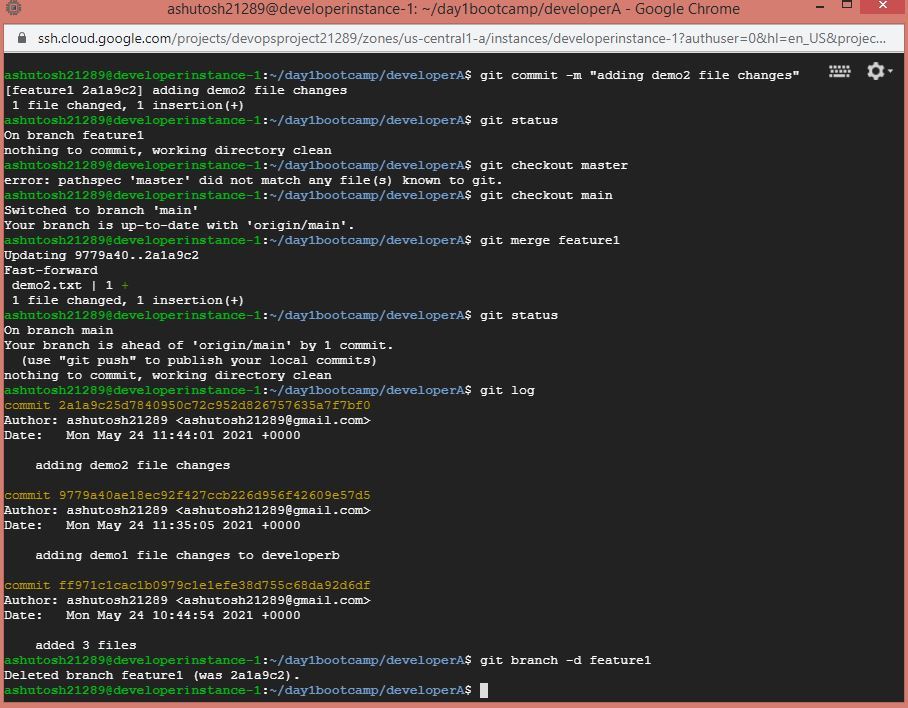 ashutosh21289@developerinstance-1: ~/day1bootcamp/developerA - Google Chrome
ssh.cloud.google.com/projects/devopsproject21289/zones/us-central1-a/instances/developerinstance-1?authuser=0&hl=en_US&projec...
ashutosh21289@developerinstance-1:~/day1bootcamp/developerA$ git commit -m "adding demo2 file changes"
[feature1 2a1a9c2] adding demo2 file changes
 1 file changed, 1 insertion(+)
ashutosh21289@developerinstance-1:~/day1bootcamp/developerA$ git status
On branch feature1
nothing to commit, working directory clean
ashutosh21289@developerinstance-1:~/day1bootcamp/developerA$ git checkout master
error: pathspec 'master' did not match any file(s) known to git.
ashutosh21289@developerinstance-1:~/day1bootcamp/developerA$ git checkout main
Switched to branch 'main'
Your branch is up-to-date with 'origin/main'.
ashutosh21289@developerinstance-1:~/day1bootcamp/developerA$ git merge feature1
Updating 9779a40..2a1a9c2
Fast-forward
 demo2.txt | 1 +
 1 file changed, 1 insertion(+)
ashutosh21289@developerinstance-1:~/day1bootcamp/developerA$ git status
On branch main
Your branch is ahead of 'origin/main' by 1 commit.
  (use "git push" to publish your local commits)
nothing to commit, working directory clean
ashutosh21289@developerinstance-1:~/day1bootcamp/developerA$ git log
commit 2a1a9c25d7840950c72c952d826757635a7f7bf0
Author: ashutosh21289 <ashutosh21289@gmail.com>
Date:   Mon May 24 11:44:01 2021 +0000
    adding demo2 file changes
commit 9779a40ae18ec92f427ccb226d956f42609e57d5
Author: ashutosh21289 <ashutosh21289@gmail.com>
Date:   Mon May 24 11:35:05 2021 +0000
    adding demo1 file changes to developerb
commit ff971c1cac1b0979c1e1efe38d755c68da92d6df
Author: ashutosh21289 <ashutosh21289@gmail.com>
Date:   Mon May 24 10:44:54 2021 +0000
    added 3 files
ashutosh21289@developerinstance-1:~/day1bootcamp/developerA$ git branch -d feature1
Deleted branch feature1 (was 2a1a9c2).
ashutosh21289@developerinstance-1:~/day1bootcamp/developerA$